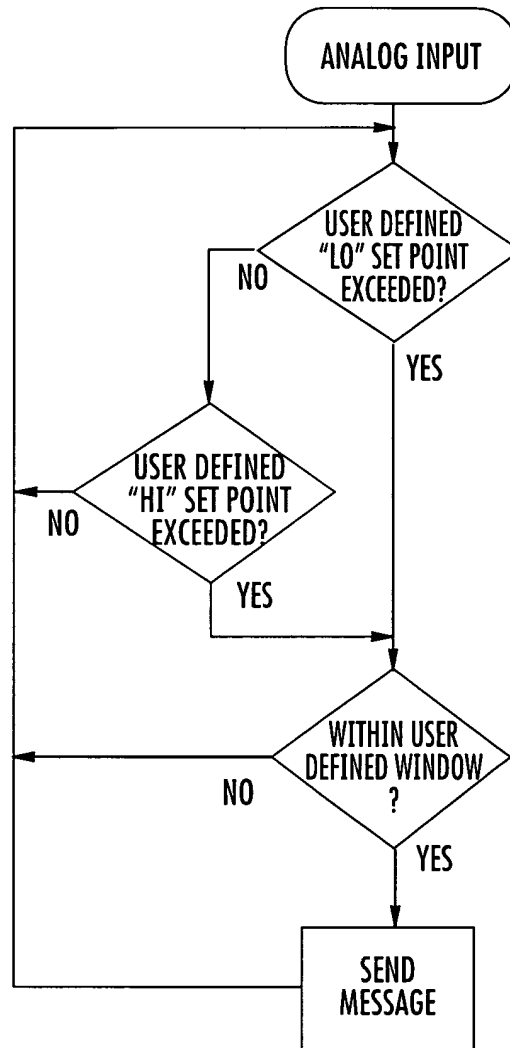 ANALOG INPUT
USER DEFINED
"LO" SET POINT
EXCEEDED?
NO
YES
USER DEFINED
"HI" SET POINT
EXCEEDED?
NO
YES
WITHIN USER
DEFINED WINDOW
?
NO
YES
SEND
MESSAGE